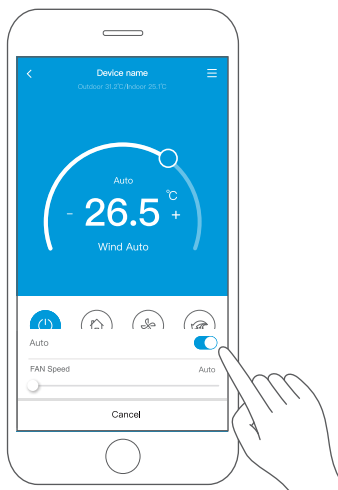 Device name
Outdoor 31.2°C/Indoor 25.1°C
Auto
°C
- 26.5 +
Wind Auto
Auto
FAN Speed Auto
Cancel